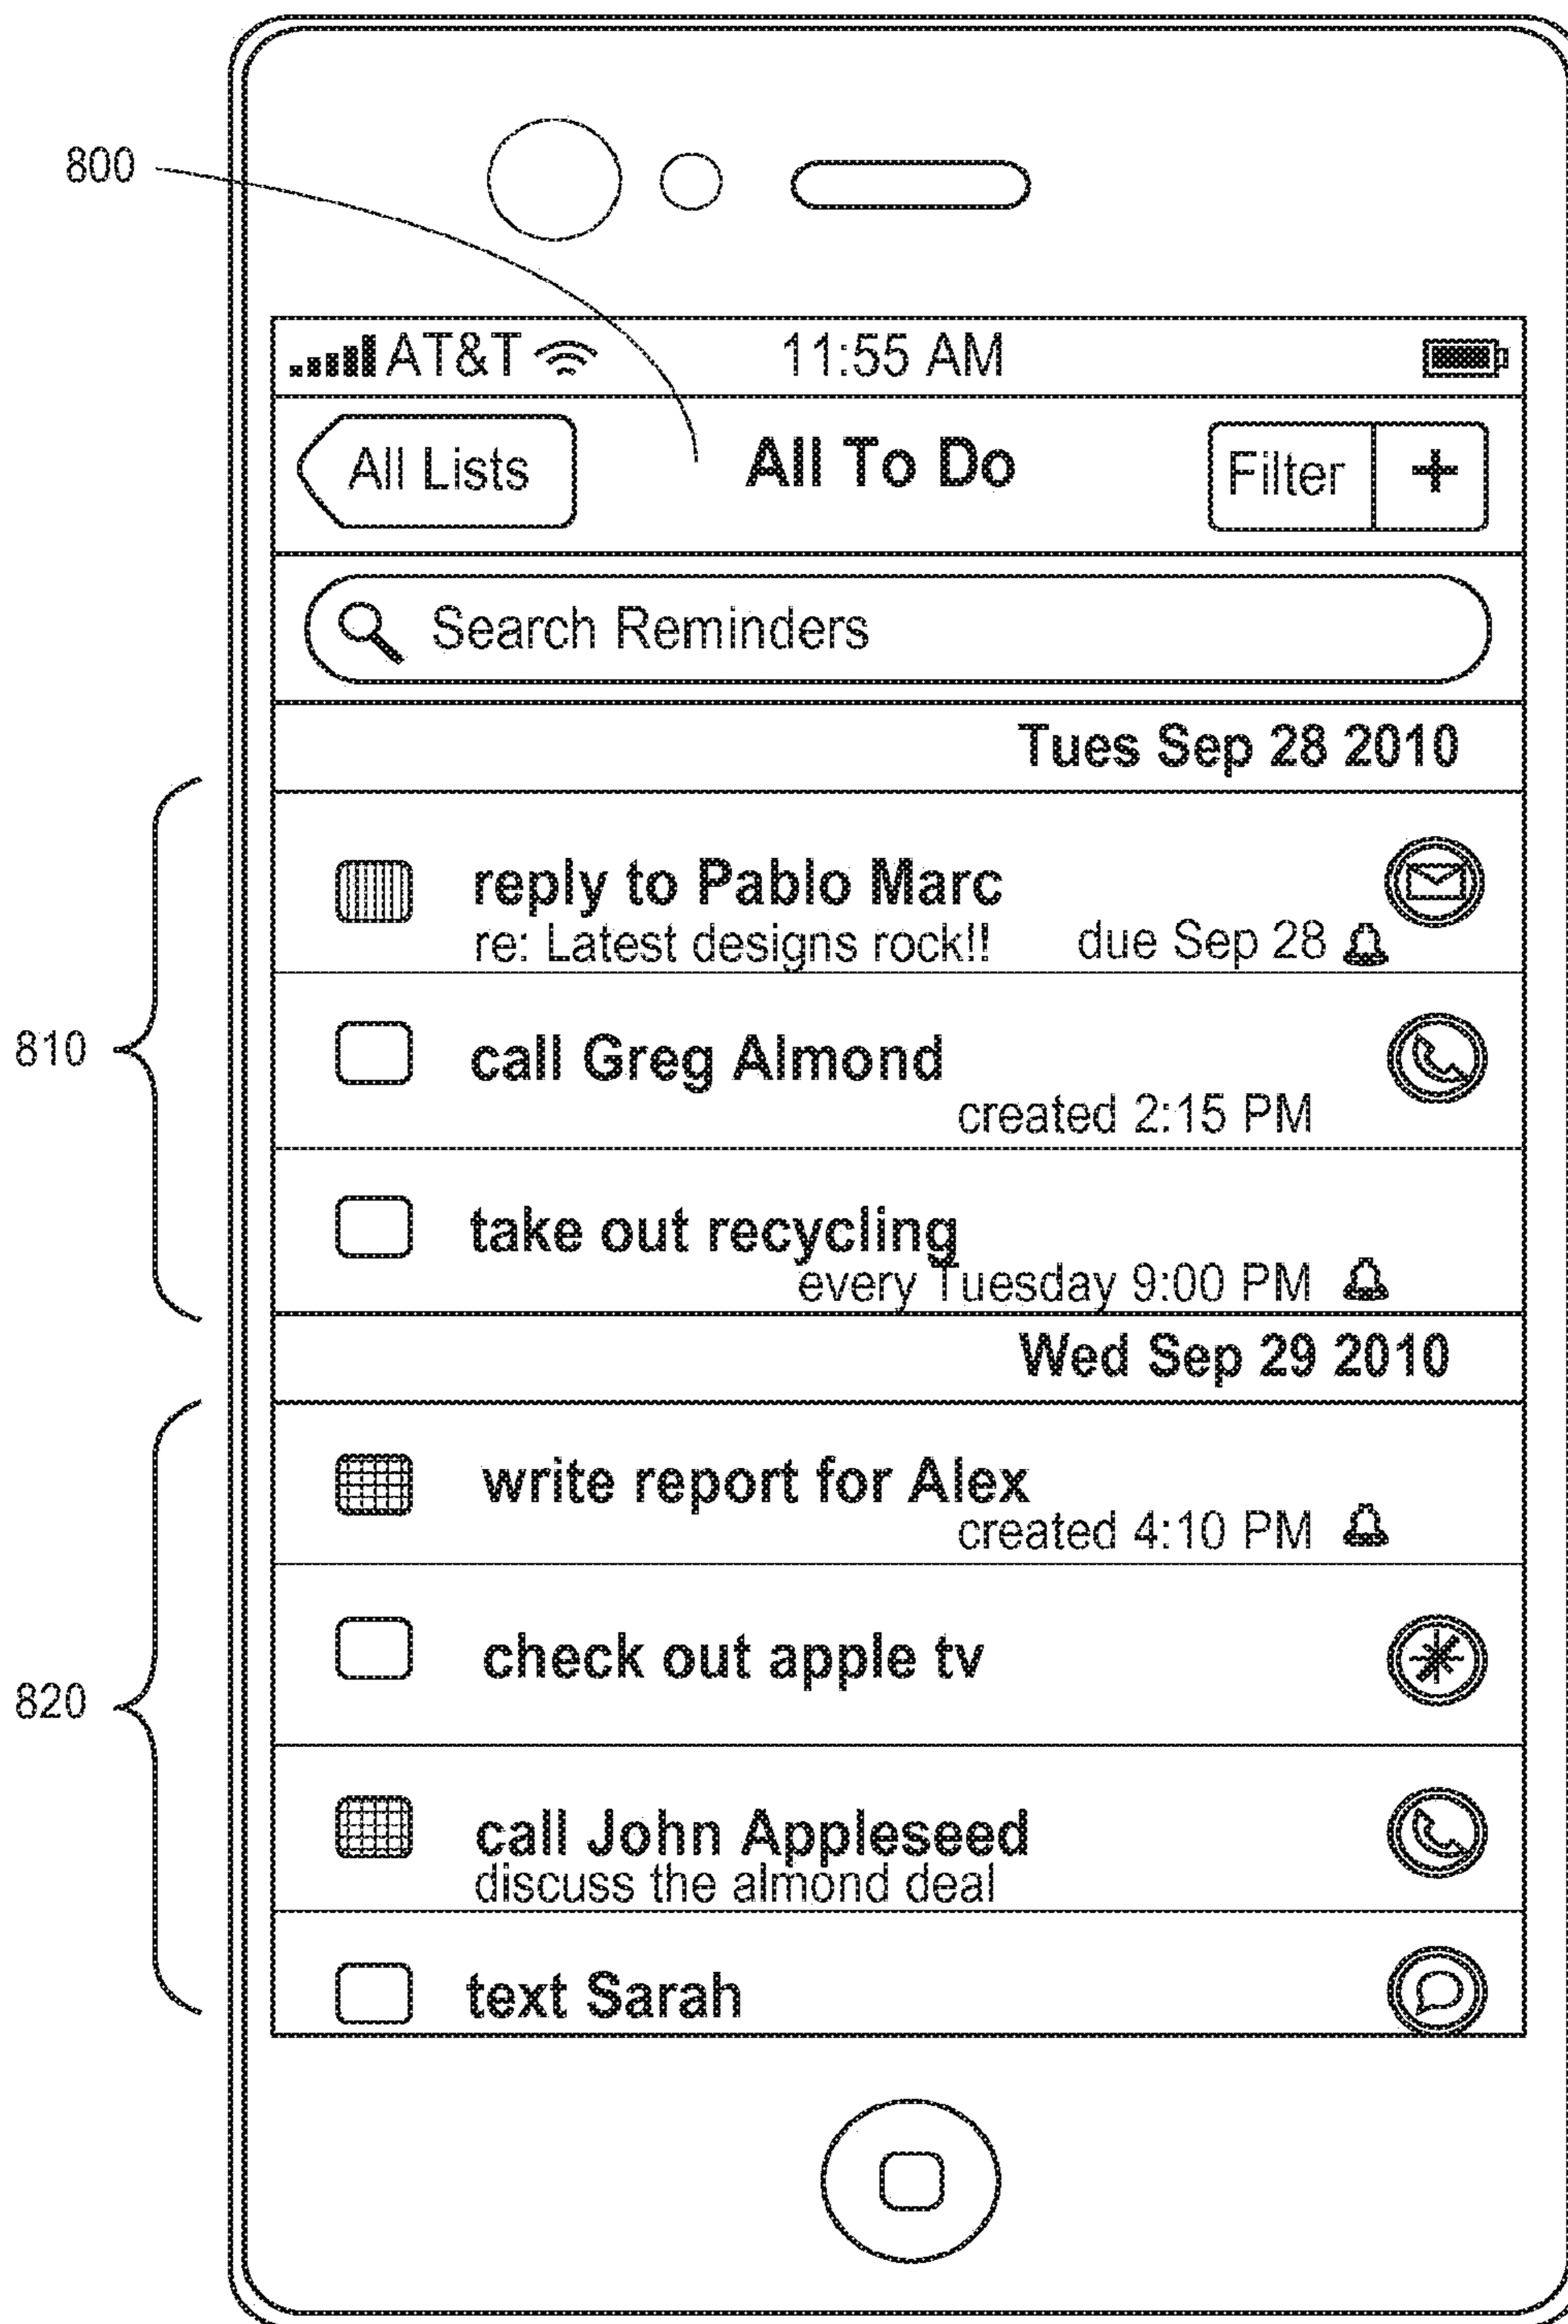 800
AT&T 11:55 AM
All Lists All To Do Filter +
Search Reminders
Tues Sep 28 2010
reply to Pablo Marc
re: Latest designs rock!! due Sep 28
810
call Greg Almond
created 2:15 PM
take out recycling
every Tuesday 9:00 PM
Wed Sep 29 2010
write report for Alex
created 4:10 PM
check out apple tv
820
call John Appleseed
discuss the almond deal
text Sarah